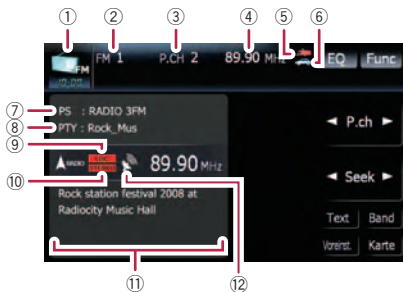 ① ② ③ ④ ⑤ ⑥
FM
FM 1 P.CH 2 89.90 MHz EQ Func
⑦ PS : RADIO 3FM
⑧ PTY : Rock_Mus
◄ P.ch ►
⑨
RADIO 89.90 MHz
◄ Seek ►
⑩
Rock station festival 2008 at
Radiocity Music Hall
Text Band
Voreinst. Karte
⑪ ⑫